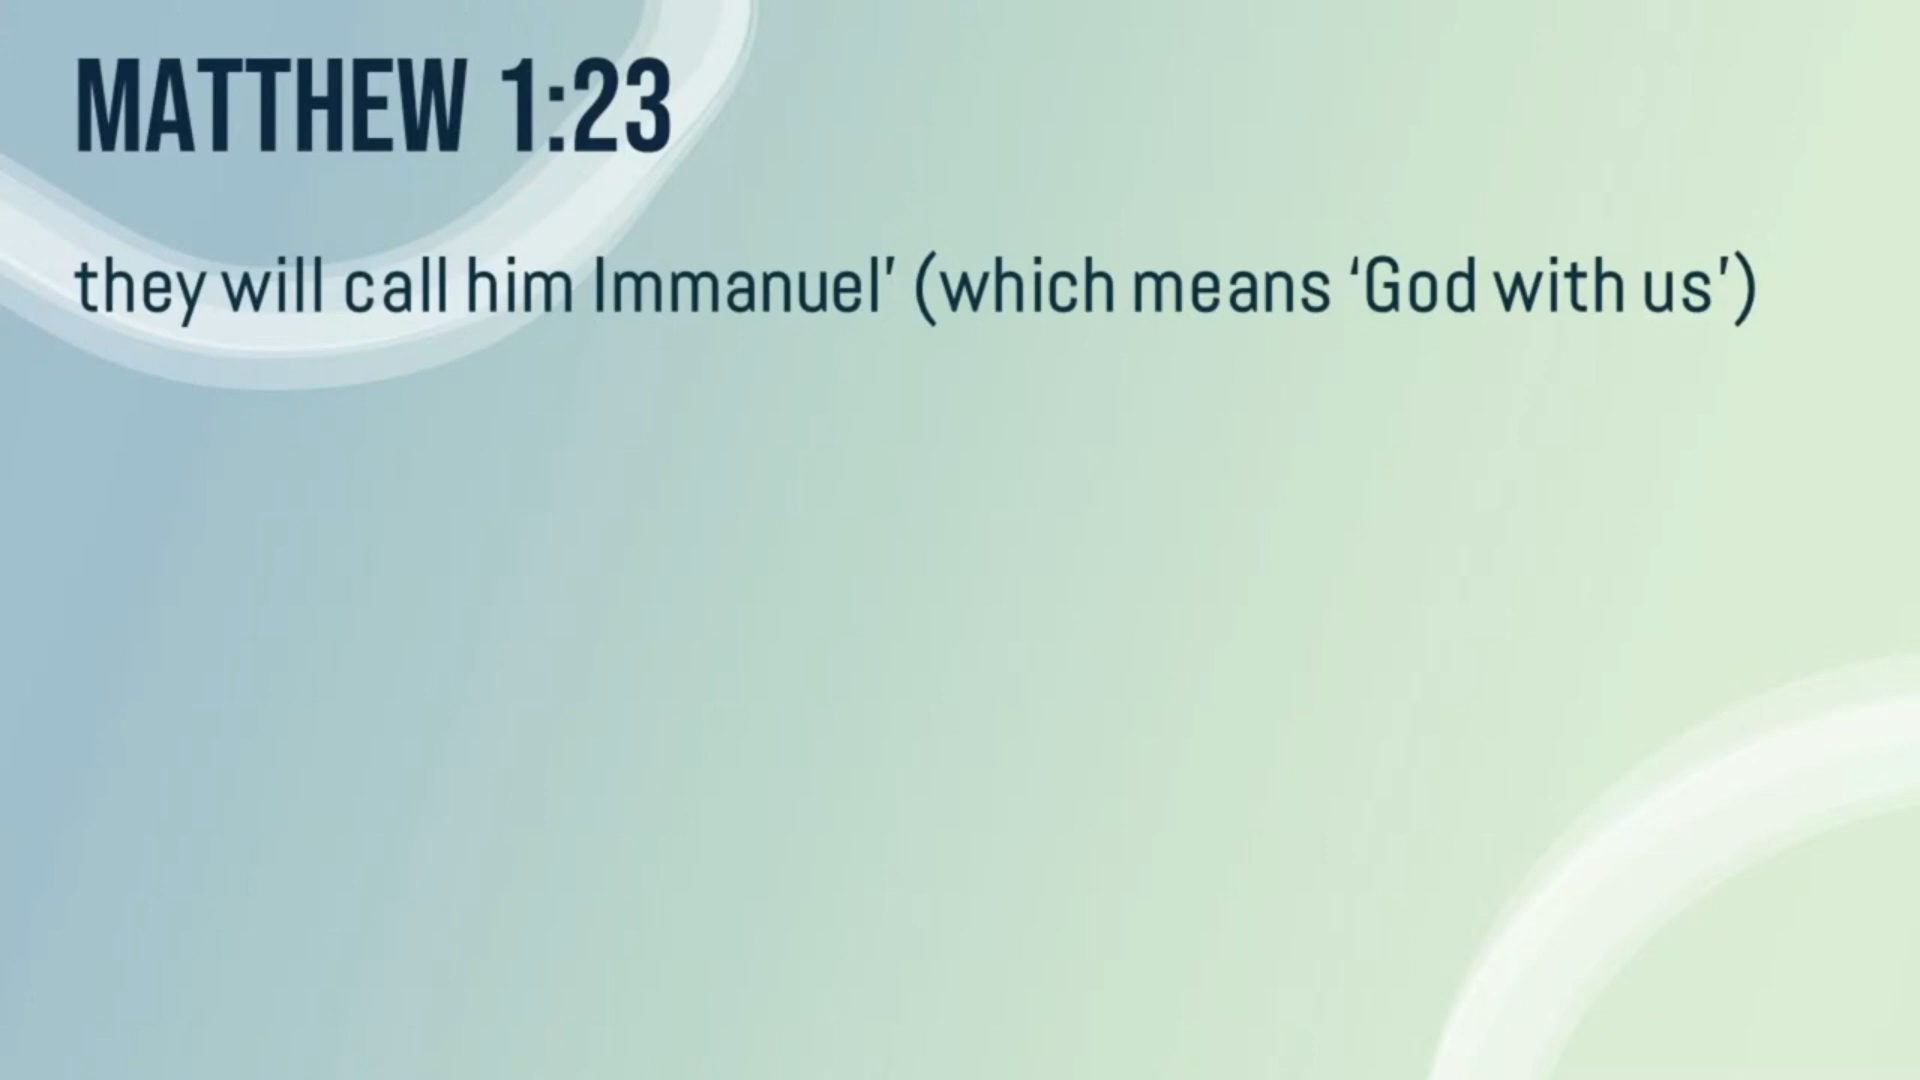 MATTHEW 1:23
they will call him Immanuel’ (which means ‘God with us’)